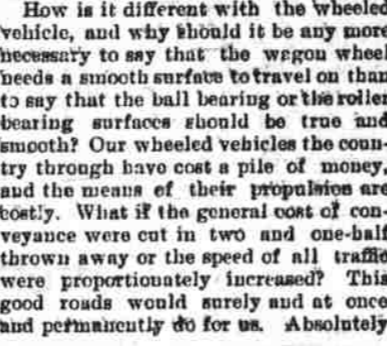 How is it different with the wheeled
vehicle, and why should it be any more
necessary to say that the wagon wheel
needs a smooth surface to travel on than
to say that the ball bearing or the roller
bearing surfaces should be true and
smooth? Our wheeled vehicles the coun-
try through have cost a pile of money,
and the means of their propulsion are
costly. What if the general cost of con-
veyance were cut in two and one-half
thrown away or the speed of all traffic
were proportionately increased? This
good roads would surely and at once
and permanently do for us. Absolutely